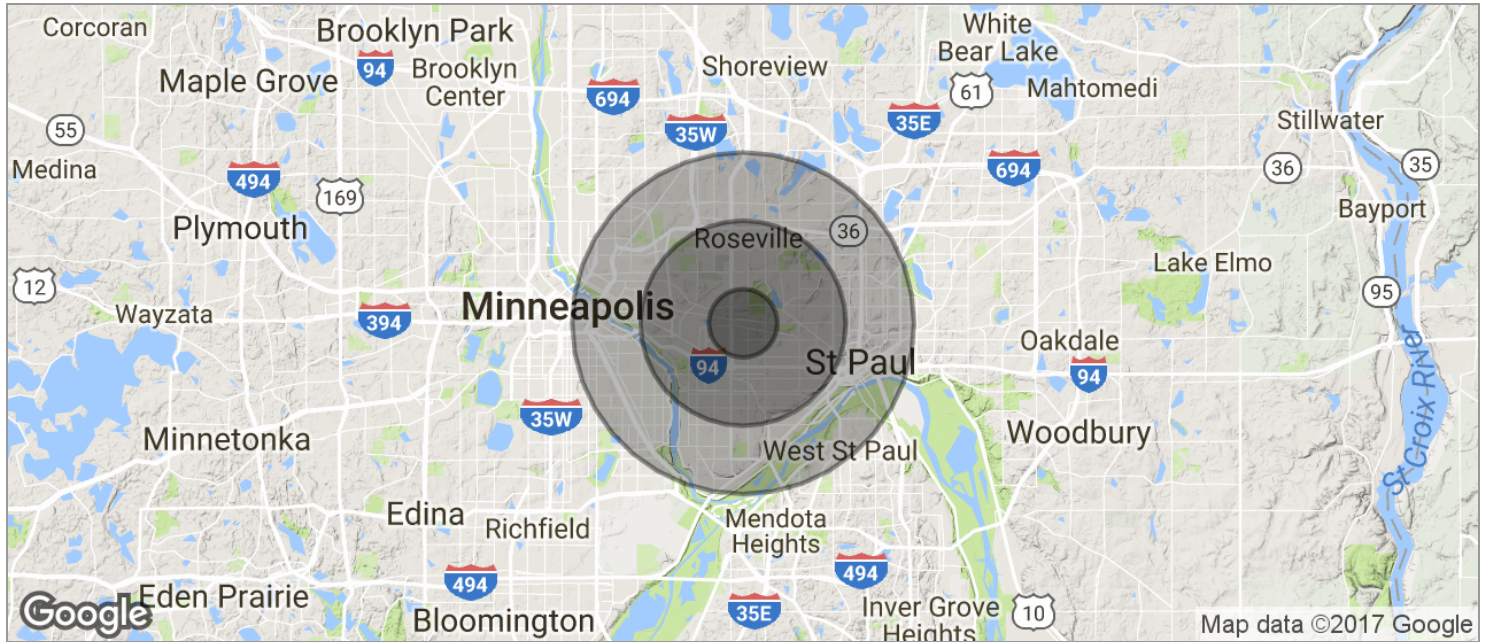 Corcoran
Brooklyn Park
White
Bear Lake
94
Brooklyn
Center
Maple Grove
Shoreview
61
Mahtomedi
694
35W
35E
Stillwater
55
Medina
494
169
694
36
35
Plymouth
Bayport
Roseville
36
Lake Elmo
12
95
Wayzata
394
Minneapolis
Oakdale
94
St Paul
94
35W
Minnetonka
Woodbury
West St Paul
St Croix River
Edina
Richfield
Mendota
Heights
494
494
Eden Prairie
Bloomington
35E
Inver Grove
Heights
10
Google
Map data ©2017 Google